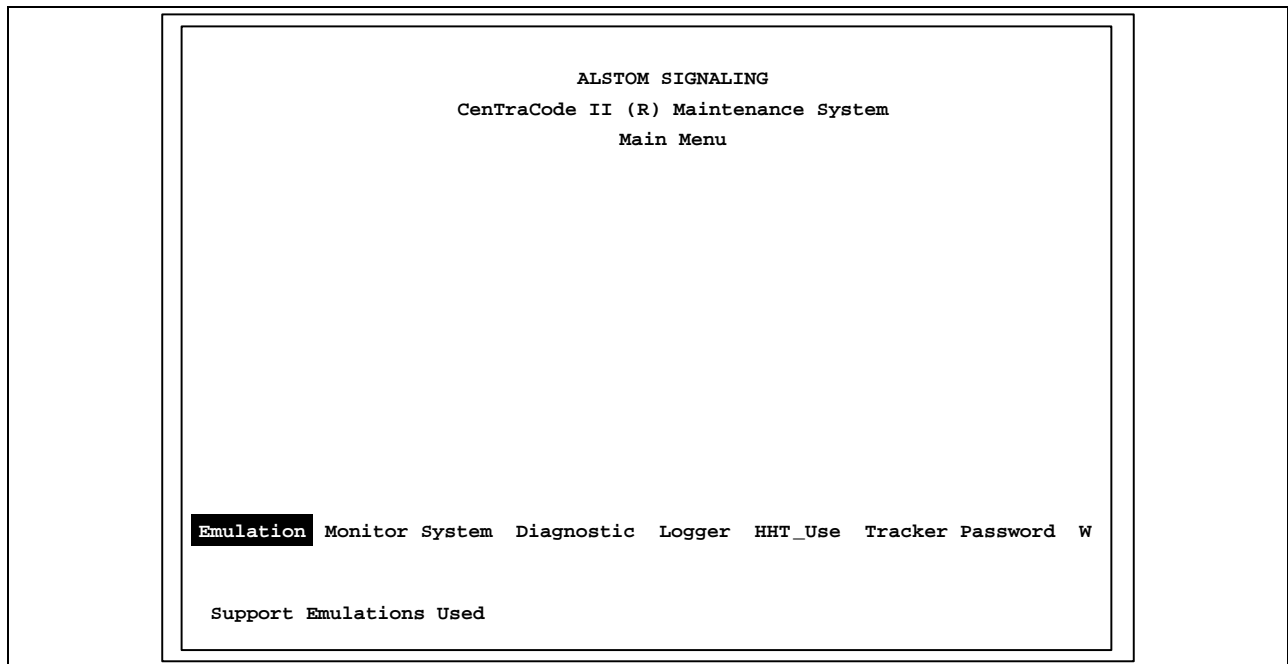 ALSTOM SIGNALING
CenTraCode II (R) Maintenance System
Main Menu
Emulation Monitor System Diagnostic Logger HHT_Use Tracker Password W
Support Emulations Used